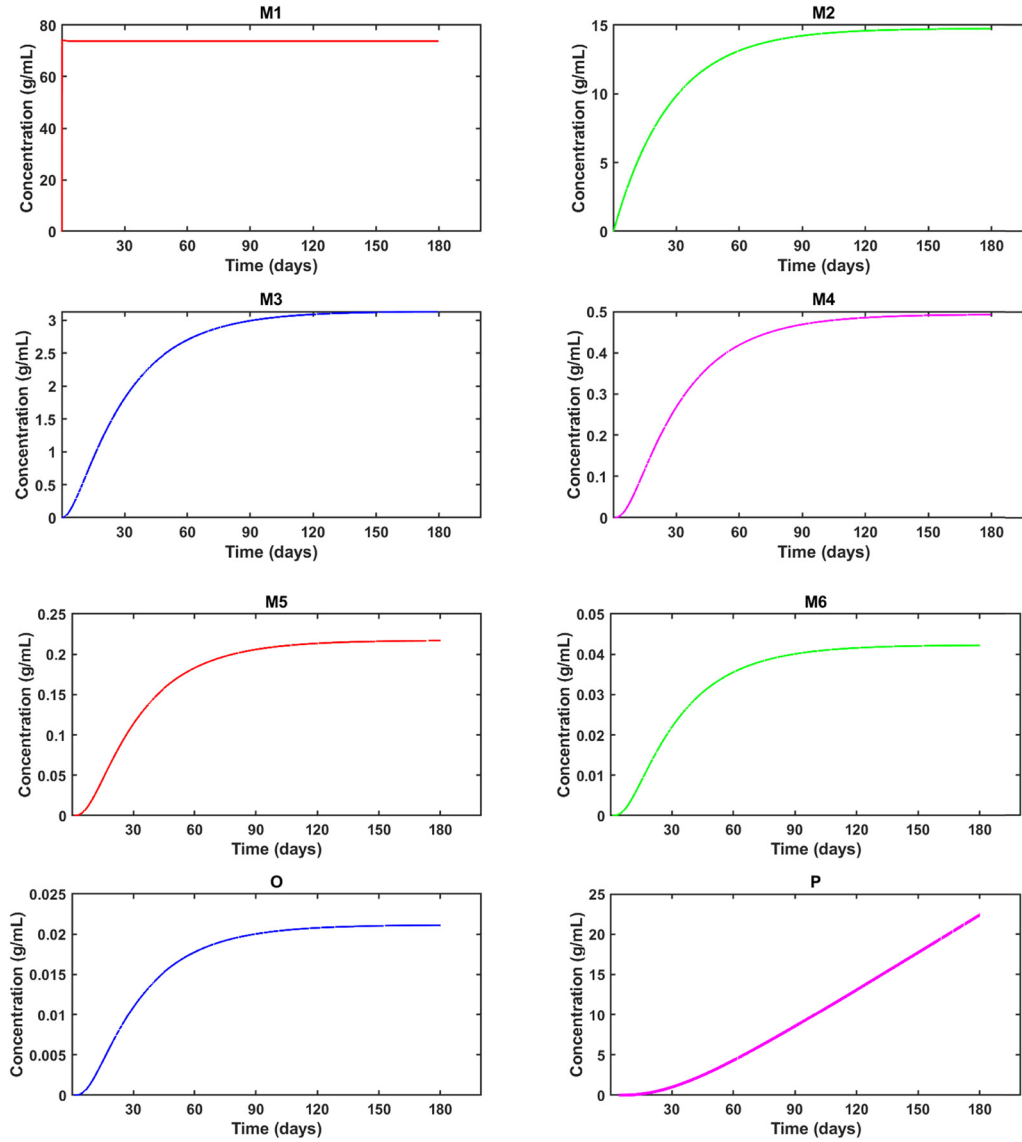 M1
80
60
40
20
0
Concentration (g/mL)
30 60 90 120 150 180
Time (days)
M2
15
10
5
0
Concentration (g/mL)
30 60 90 120 150 180
Time (days)
M3
3
2.5
2
1.5
1
0.5
0
Concentration (g/mL)
30 60 90 120 150 180
Time (days)
M4
0.5
0.4
0.3
0.2
0.1
0
Concentration (g/mL)
30 60 90 120 150 180
Time (days)
M5
0.25
0.2
0.15
0.1
0.05
0
Concentration (g/mL)
30 60 90 120 150 180
Time (days)
M6
0.05
0.04
0.03
0.02
0.01
0
Concentration (g/mL)
30 60 90 120 150 180
Time (days)
O
0.025
0.02
0.015
0.01
0.005
0
Concentration (g/mL)
30 60 90 120 150 180
Time (days)
P
25
20
15
10
5
0
Concentration (g/mL)
30 60 90 120 150 180
Time (days)